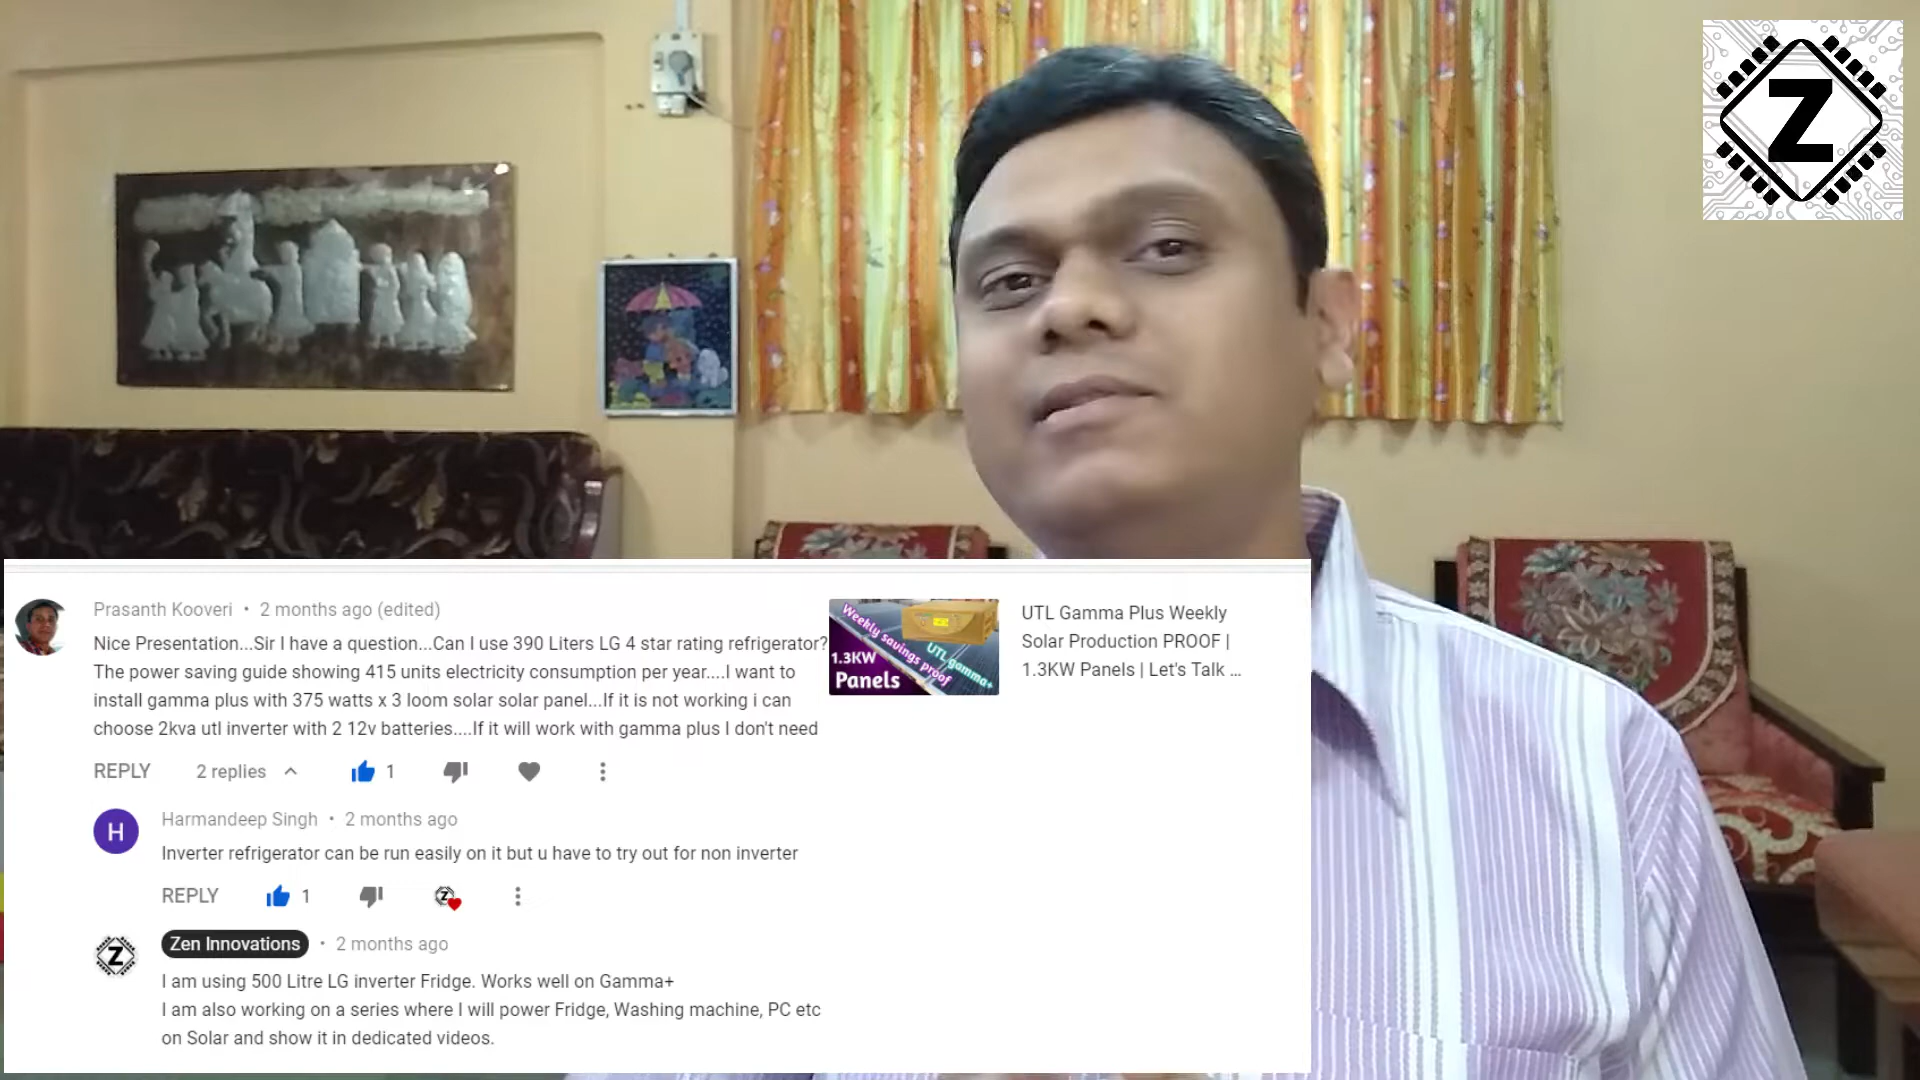 Z
Prasanth Kooveri • 2 months ago (edited)
Nice Presentation...Sir I have a question...Can I use 390 Liters LG 4 star rating refrigerator?
The power saving guide showing 415 units electricity consumption per year....I want to
install gamma plus with 375 watts x 3 loom solar solar panel...If it is not working i can
choose 2kva utl inverter with 2 12v batteries....If it will work with gamma plus I don't need
REPLY 2 replies 1
Weekly savings proof
UTL gamma+
1.3KW
Panels
UTL Gamma Plus Weekly
Solar Production PROOF |
1.3KW Panels | Let's Talk ...
H
Harmandeep Singh • 2 months ago
Inverter refrigerator can be run easily on it but u have to try out for non inverter
REPLY 1
Z
Z
Zen Innovations • 2 months ago
I am using 500 Litre LG inverter Fridge. Works well on Gamma+
I am also working on a series where I will power Fridge, Washing machine, PC etc
on Solar and show it in dedicated videos.